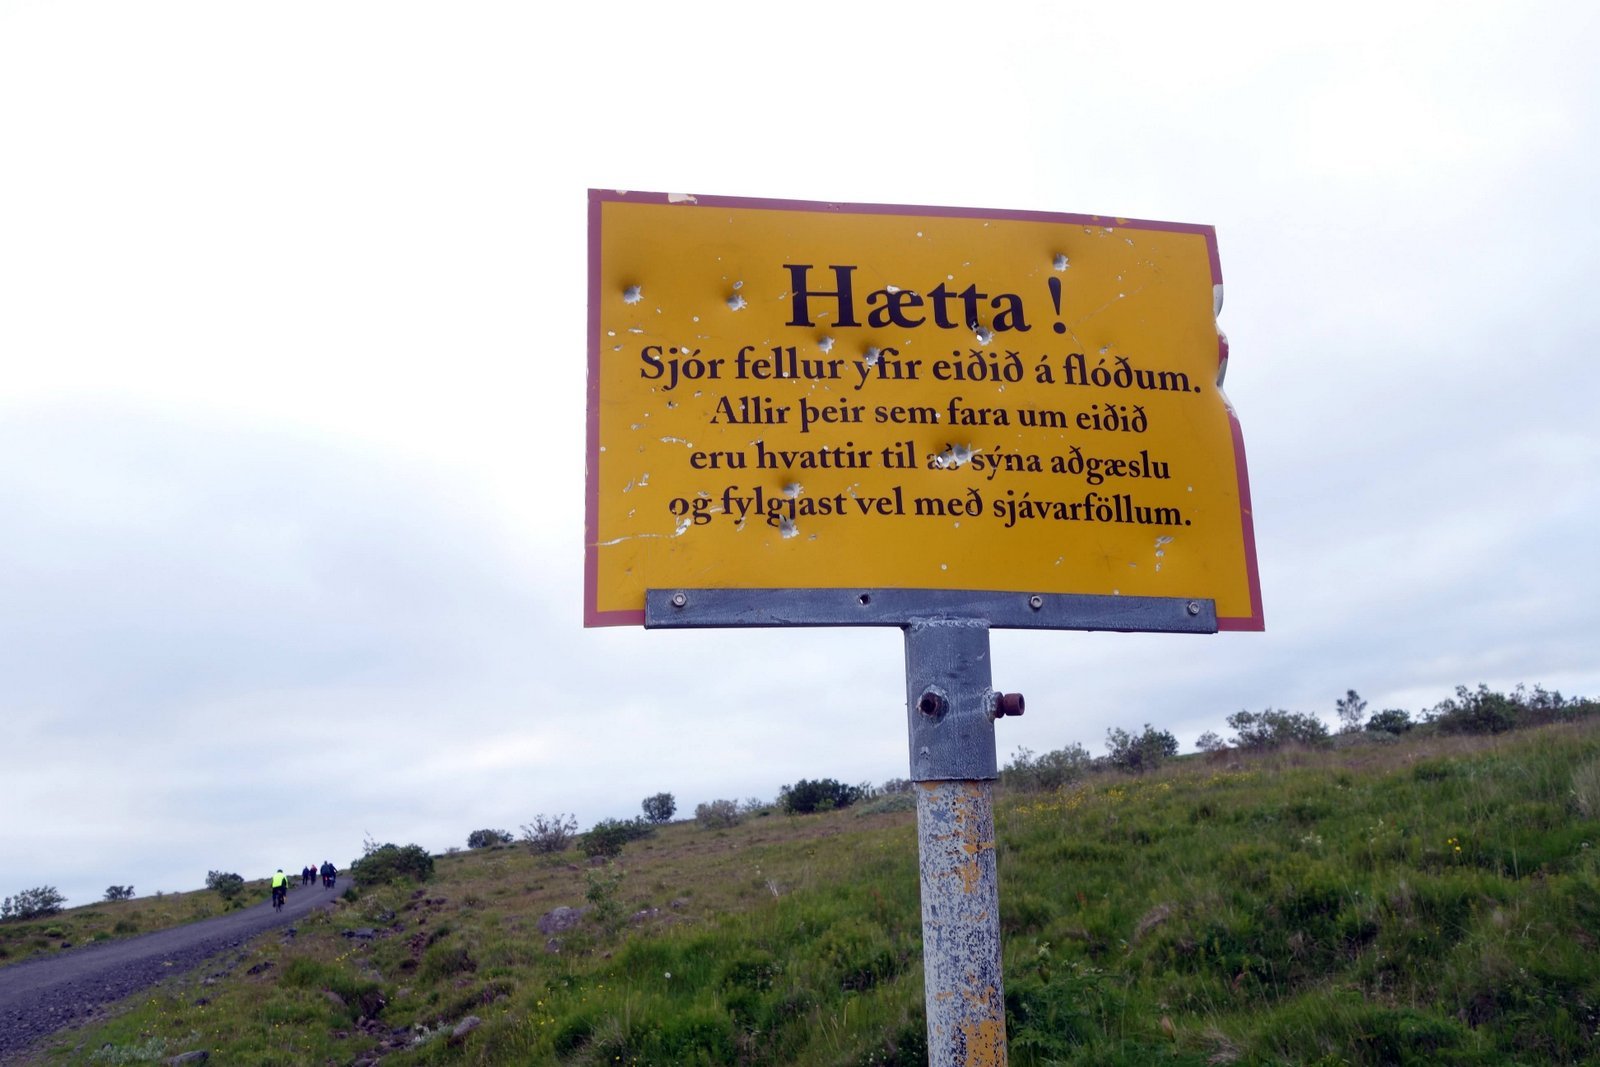 Hætta !
Sjór fellur yfir eiðið á flóðum.
Allir þeir sem fara um eiðið
eru hvattir til að sýna aðgæslu
og fylgjast vel með sjávarföllum.